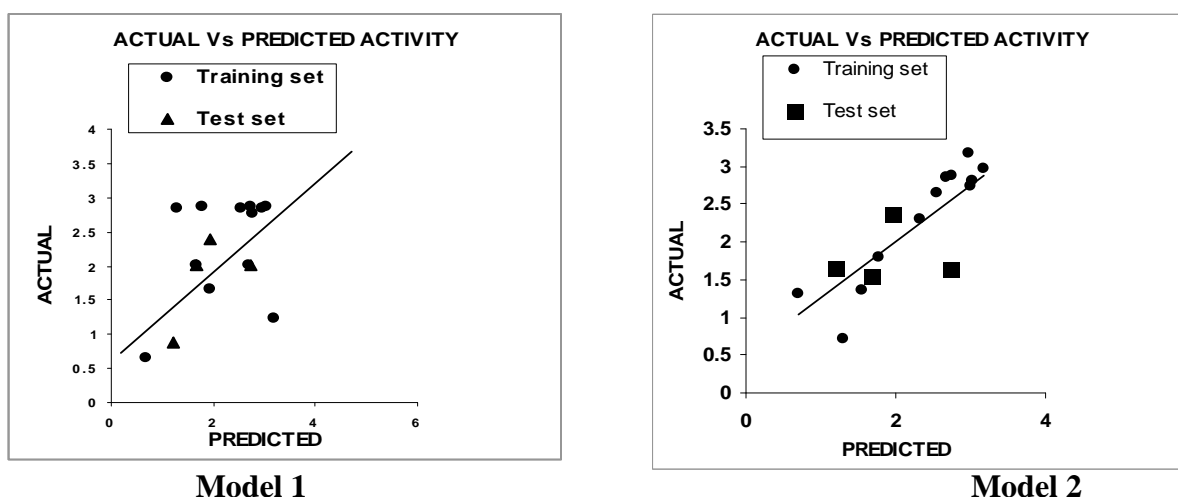 ACTUAL Vs PREDICTED ACTIVITY
Training set
Test set
4
3.5
3
2.5
2
1.5
1
0.5
0
ACTUAL
0 2 4 6
PREDICTED
Model 1
ACTUAL Vs PREDICTED ACTIVITY
Training set
Test set
3.5
3
2.5
2
1.5
1
0.5
0
ACTUAL
0 2 4
PREDICTED
Model 2